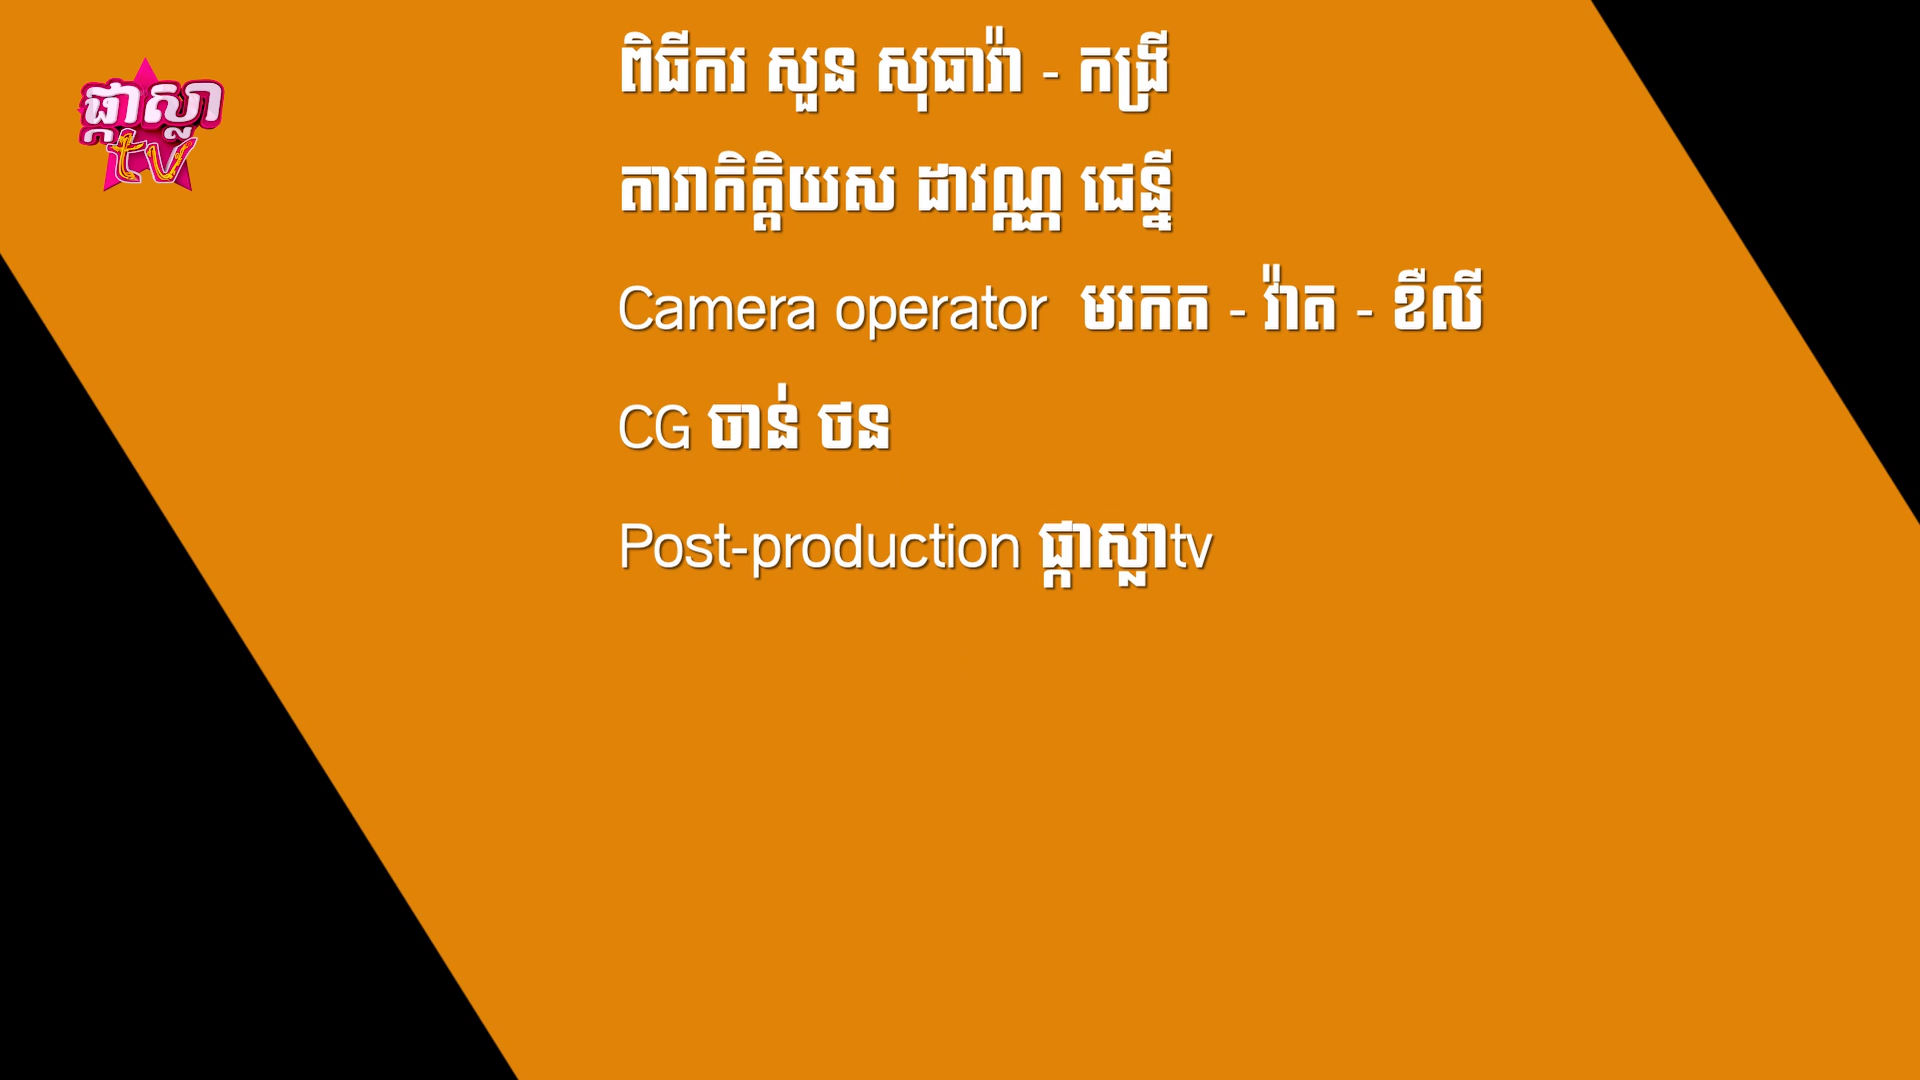 ផ្កាស្លា
tv
ពិធីករ សួន សុធារ៉ា - កង្រី
តារាកិត្តិយស ដាវណ្ណ ជេន្នី
Camera operator មរកត - រ៉ាត - ខឺលី
CG ចាន់ ថន
Post-production ផ្កាស្លាtv